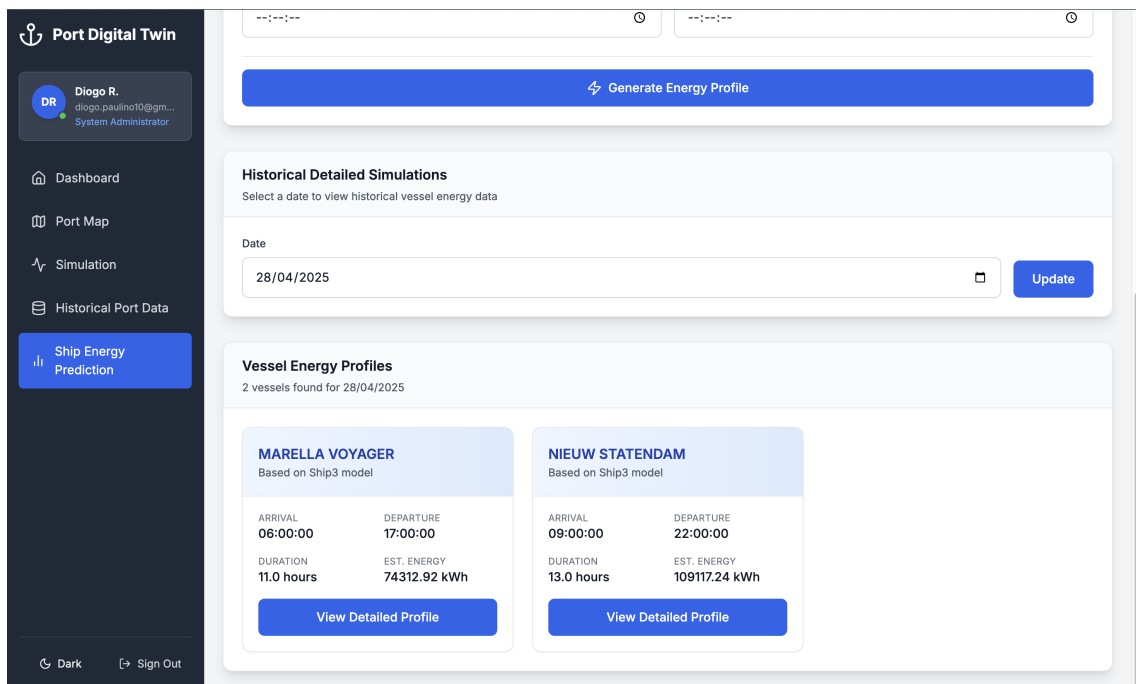 Port Digital Twin
DR
Diogo R.
diogo.paulino10@gm...
System Administrator
Dashboard
Port Map
Simulation
Historical Port Data
Ship Energy
Prediction
Dark
Sign Out
--:--:--
--:--:--
Generate Energy Profile
Historical Detailed Simulations
Select a date to view historical vessel energy data
Date
28/04/2025
Update
Vessel Energy Profiles
2 vessels found for 28/04/2025
MARELLA VOYAGER
Based on Ship3 model
ARRIVAL
DEPARTURE
06:00:00
17:00:00
DURATION
EST. ENERGY
11.0 hours
74312.92 kWh
View Detailed Profile
NIEUW STATENDAM
Based on Ship3 model
ARRIVAL
DEPARTURE
09:00:00
22:00:00
DURATION
EST. ENERGY
13.0 hours
109117.24 kWh
View Detailed Profile